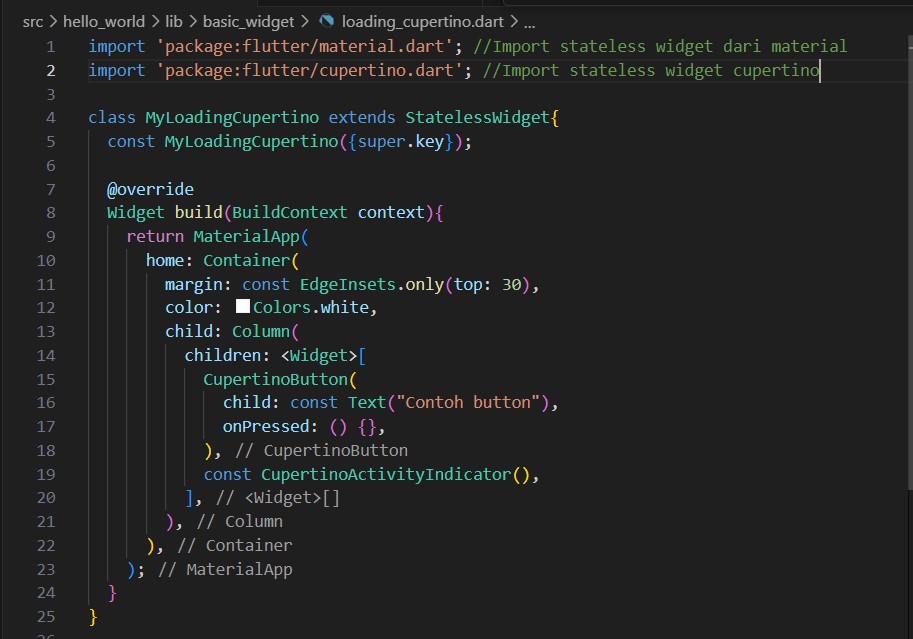 src > hello_world > lib > basic_widget > loading_cupertino.dart > ...
1 import 'package:flutter/material.dart'; //Import stateless widget dari material
2 import 'package:flutter/cupertino.dart'; //Import stateless widget cupertino
3
4 class MyLoadingCupertino extends StatelessWidget{
5   const MyLoadingCupertino({super.key});
6
7   @override
8   Widget build(BuildContext context){
9     return MaterialApp(
10       home: Container(
11         margin: const EdgeInsets.only(top: 30),
12         color: Colors.white,
13         child: Column(
14           children: <Widget>[
15             CupertinoButton(
16               child: const Text("Contoh button"),
17               onPressed: () {},
18             ), // CupertinoButton
19             const CupertinoActivityIndicator(),
20           ], // <Widget>[]
21         ), // Column
22       ), // Container
23     ); // MaterialApp
24   }
25 }
26